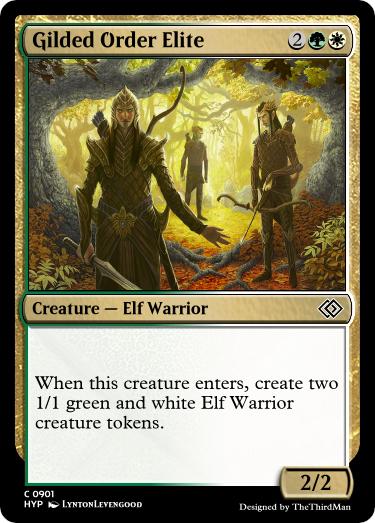 Gilded Order Elite 2
Creature — Elf Warrior
When this creature enters, create two
1/1 green and white Elf Warrior
creature tokens.
2/2
C 0901
HYP LyntonLevengood
Designed by TheThirdMan